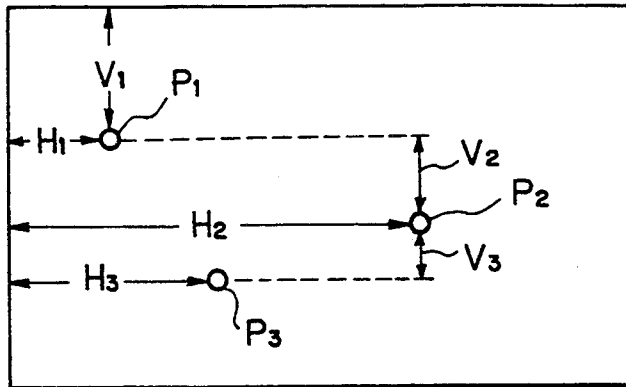 V₁
P₁
H₁
V₂
P₂
H₂
V₃
H₃
P₃